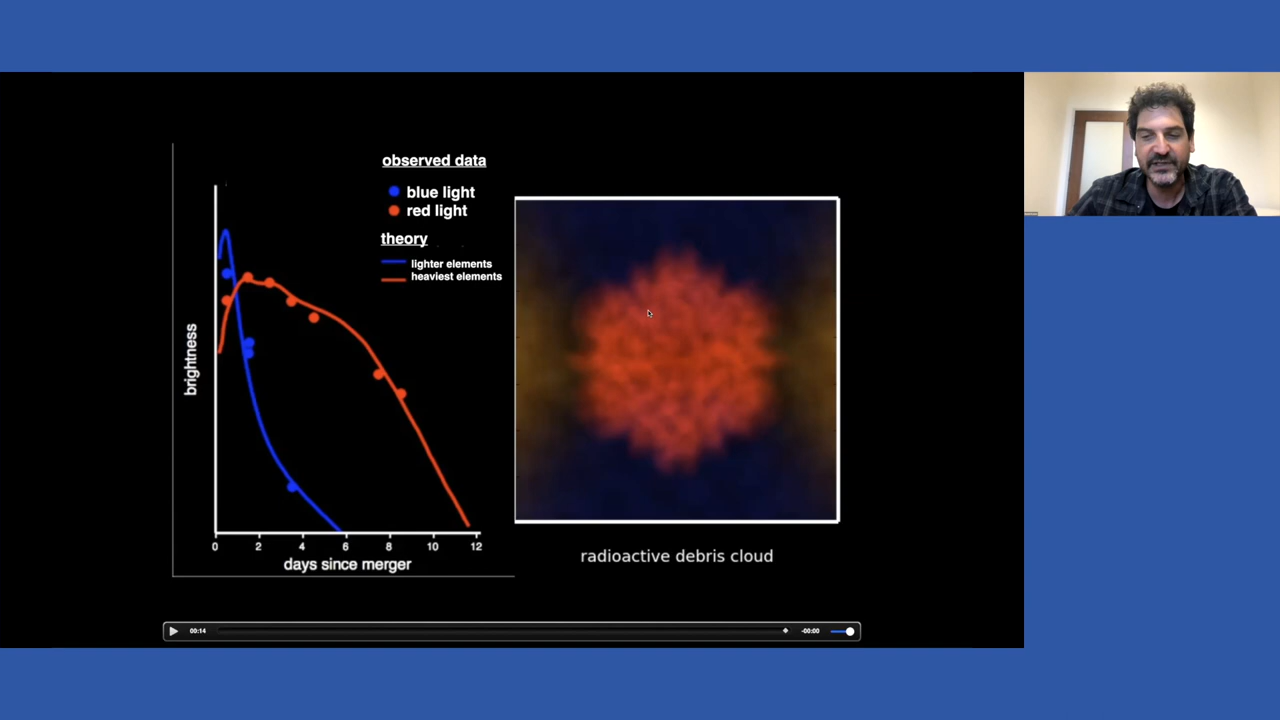 observed data
blue light
red light
theory
lighter elements
heaviest elements
brightness
0 2 4 6 8 10 12
days since merger
radioactive debris cloud
00:14
-00:00